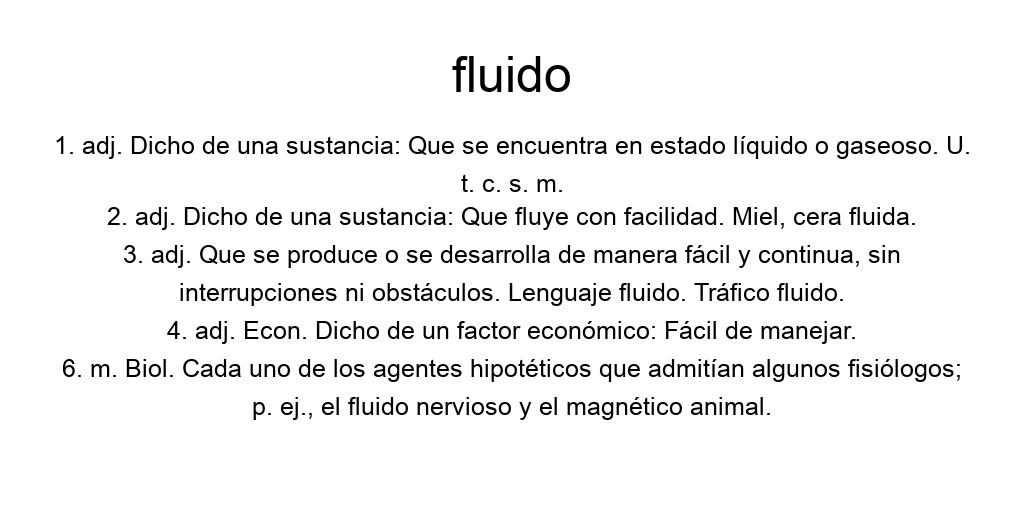 fluido
1. adj. Dicho de una sustancia: Que se encuentra en estado líquido o gaseoso. U.
t. c. s. m.
2. adj. Dicho de una sustancia: Que fluye con facilidad. Miel, cera fluida.
3. adj. Que se produce o se desarrolla de manera fácil y continua, sin
interrupciones ni obstáculos. Lenguaje fluido. Tráfico fluido.
4. adj. Econ. Dicho de un factor económico: Fácil de manejar.
6. m. Biol. Cada uno de los agentes hipotéticos que admitían algunos fisiólogos;
p. ej., el fluido nervioso y el magnético animal.